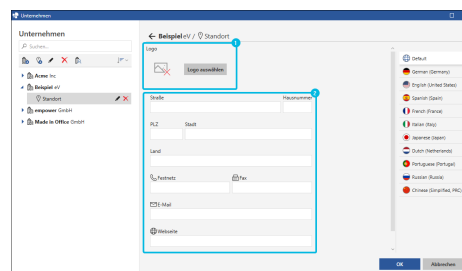 Unternehmen
Unternehmen
Suchen...
Acme Inc
Beispiel eV
Standort
empower GmbH
Made in Office GmbH
Beispiel eV / Standort
Logo
1
Logo auswählen
2
Straße
Hausnummer
PLZ
Stadt
Land
Festnetz
Fax
E-Mail
Webseite
Default
German (Germany)
English (United States)
Spanish (Spain)
French (France)
Italian (Italy)
Japanese (Japan)
Dutch (Netherlands)
Portuguese (Portugal)
Russian (Russia)
Chinese (Simplified, PRC)
OK
Abbrechen